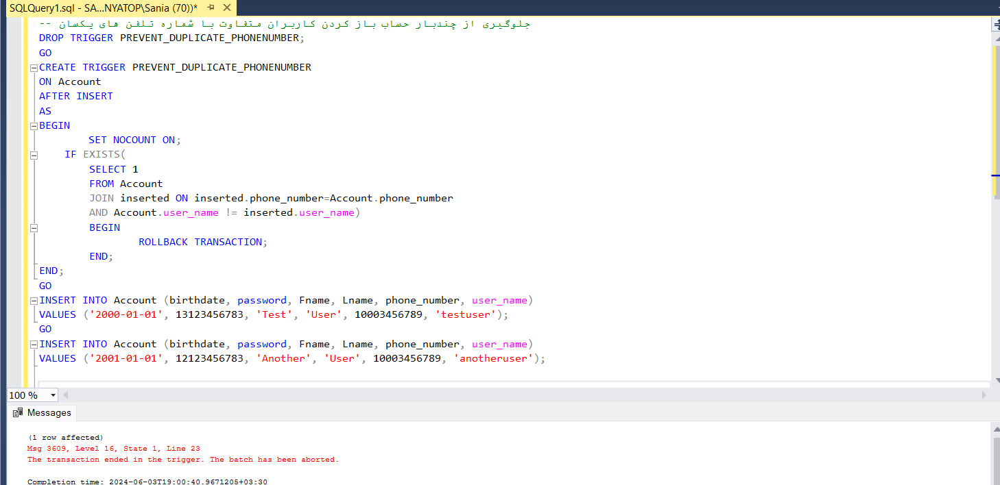 SQLQuery1.sql - SA...NYATOP\Sania (70))*
-- جلوگیری از چندبار حساب باز کردن کاربران متفاوت با شماره تلفن های یکسان
DROP TRIGGER PREVENT_DUPLICATE_PHONENUMBER;
GO
CREATE TRIGGER PREVENT_DUPLICATE_PHONENUMBER
ON Account
AFTER INSERT
AS
BEGIN
SET NOCOUNT ON;
IF EXISTS(
SELECT 1
FROM Account
JOIN inserted ON inserted.phone_number=Account.phone_number
AND Account.user_name != inserted.user_name)
BEGIN
ROLLBACK TRANSACTION;
END;
END;
GO
INSERT INTO Account (birthdate, password, Fname, Lname, phone_number, user_name)
VALUES ('2000-01-01', 13123456783, 'Test', 'User', 10003456789, 'testuser');
GO
INSERT INTO Account (birthdate, password, Fname, Lname, phone_number, user_name)
VALUES ('2001-01-01', 12123456783, 'Another', 'User', 10003456789, 'anotheruser');
100 %
Messages
(1 row affected)
Msg 3609, Level 16, State 1, Line 23
The transaction ended in the trigger. The batch has been aborted.
Completion time: 2024-06-03T19:00:40.9671205+03:30